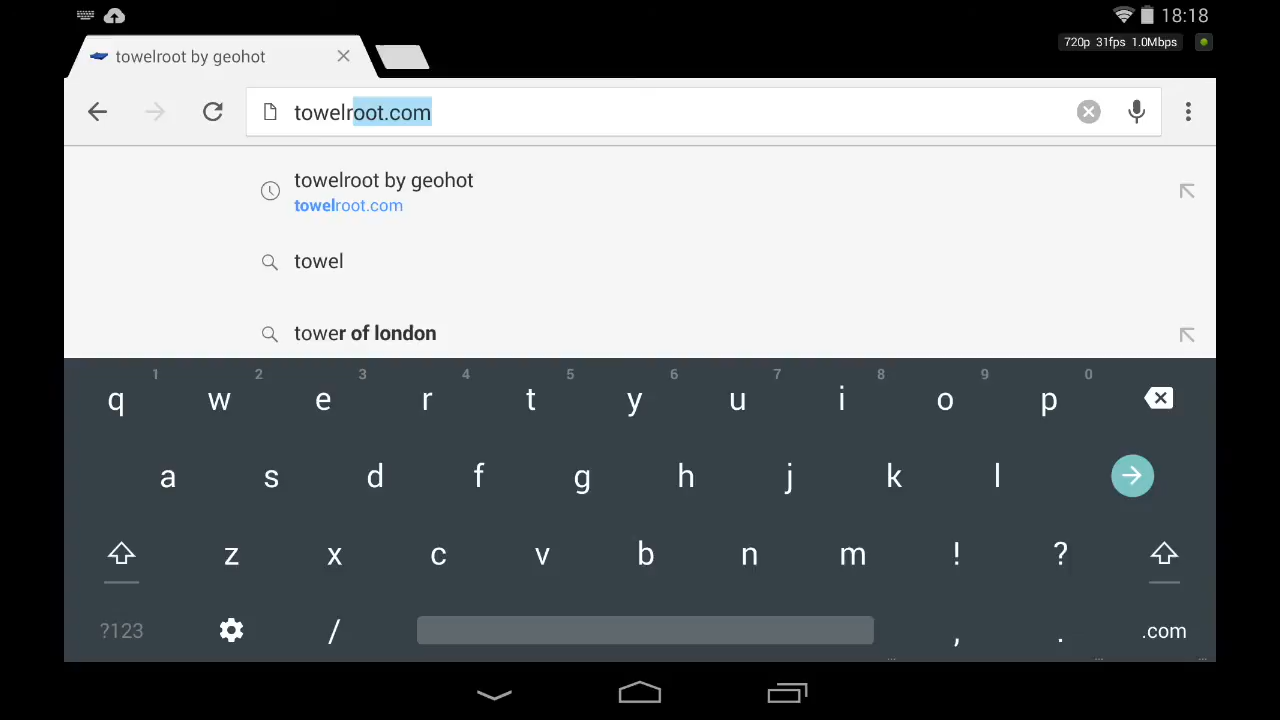 18:18
720p 31fps 1.0Mbps
towelroot by geohot
towelroot.com
towelroot by geohot
towelroot.com
towel
tower of london
1 2 3 4 5 6 7 8 9 0
q w e r t y u i o p
a s d f g h j k l
z x c v b n m ! ?
?123 / , . .com